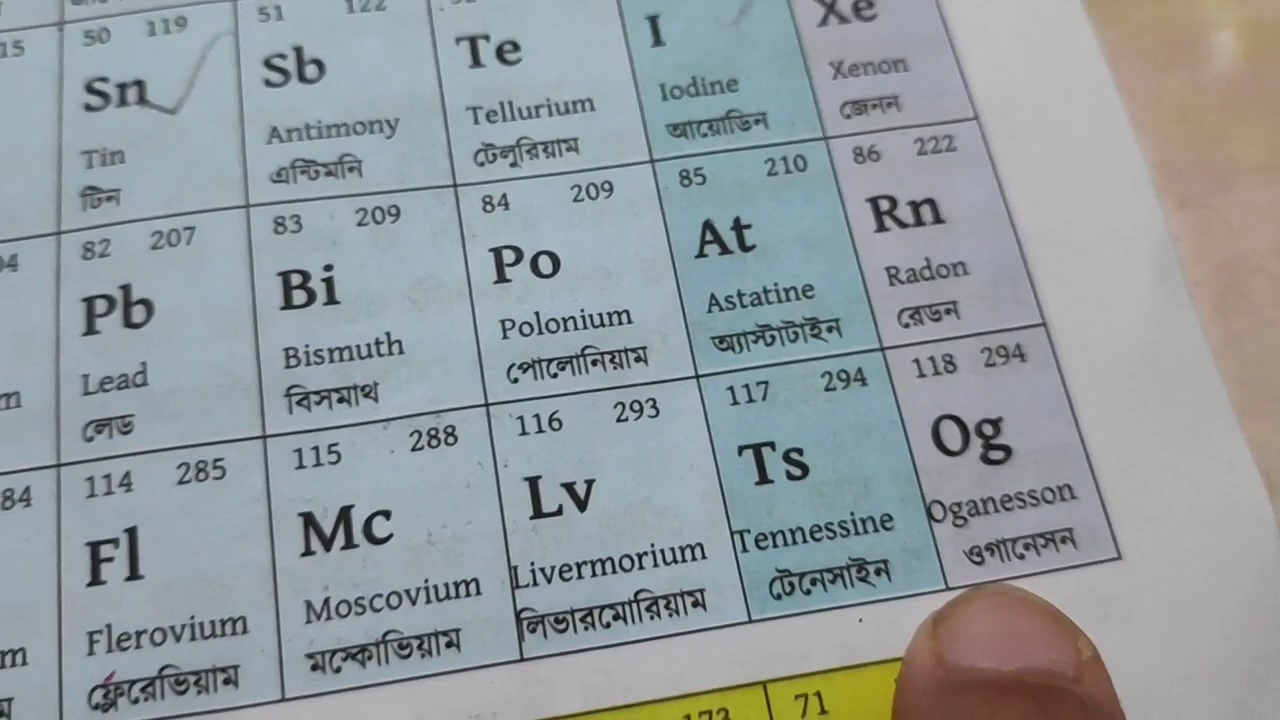 50 119
Sn
Tin
টিন
51 122
Sb
Antimony
এন্টিমনি
Te
Tellurium
টেলুরিয়াম
I
Iodine
আয়োডিন
Xe
Xenon
জেনন
82 207
Pb
Lead
লেড
83 209
Bi
Bismuth
বিসমাথ
84 209
Po
Polonium
পোলোনিয়াম
85 210
At
Astatine
অ্যাস্টাটাইন
86 222
Rn
Radon
রেডন
114 285
Fl
Flerovium
ফ্লেরোভিয়াম
115 288
Mc
Moscovium
মস্কোভিয়াম
116 293
Lv
Livermorium
লিভারমোরিয়াম
117 294
Ts
Tennessine
টেনেসাইন
118 294
Og
Oganesson
ওগানেসন
71